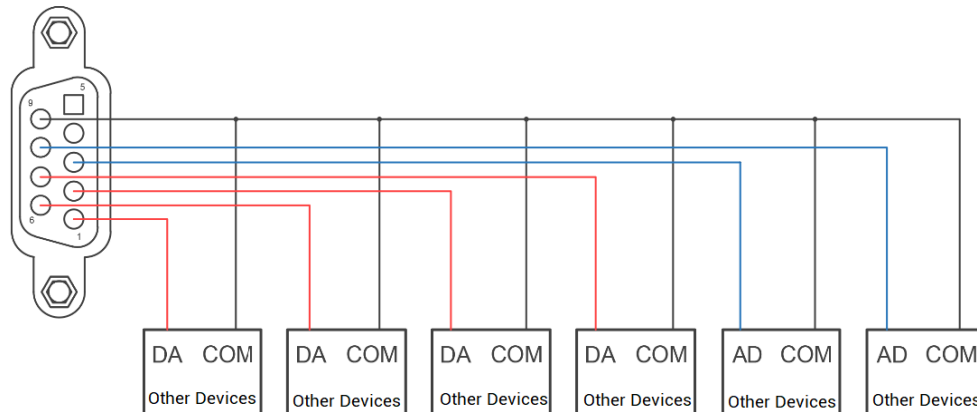 5
9
6
1
DA COM DA COM DA COM DA COM AD COM AD COM
Other Devices Other Devices Other Devices Other Devices Other Devices Other Devices